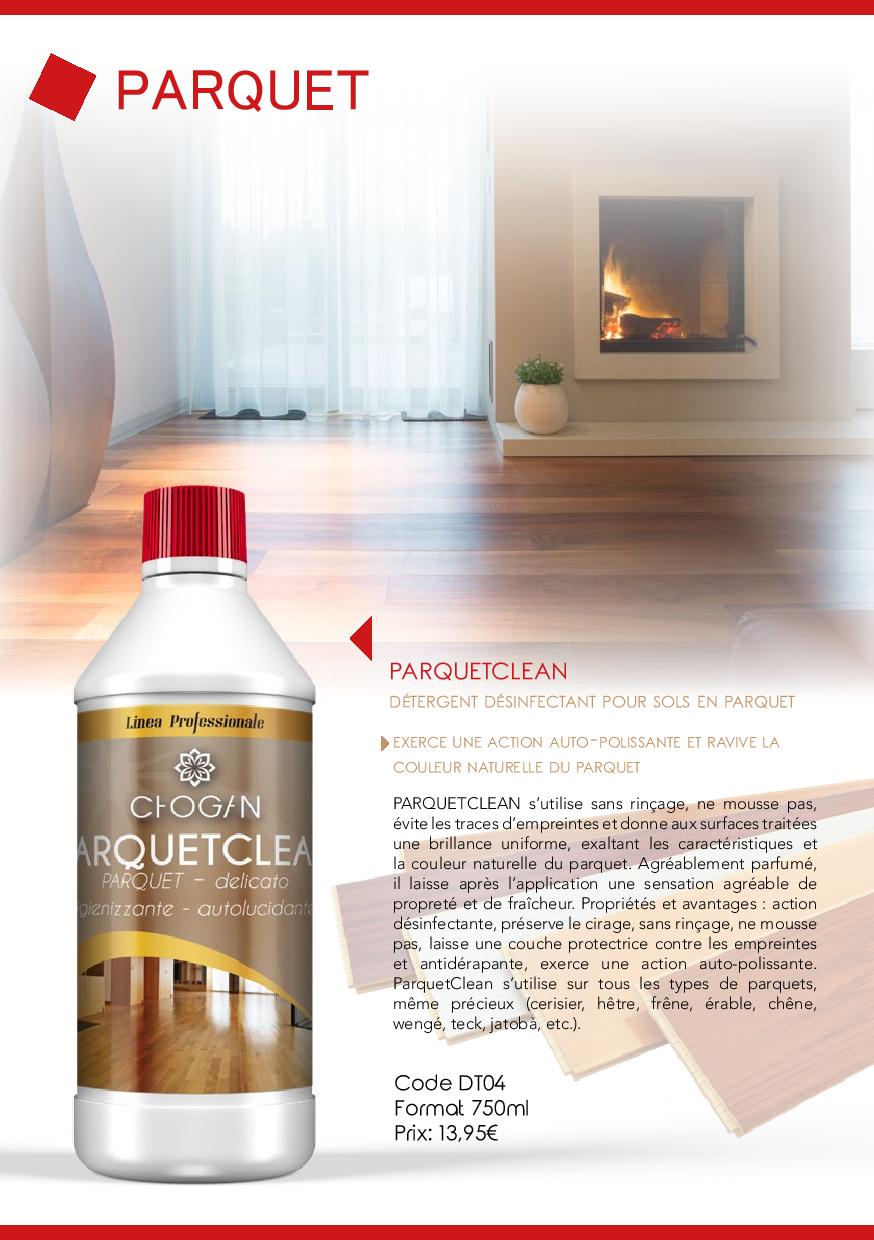 PARQUET
PARQUETCLEAN
DÉTERGENT DÉSINFECTANT POUR SOLS EN PARQUET
EXERCE UNE ACTION AUTO-POLISSANTE ET RAVIVE LA
COULEUR NATURELLE DU PARQUET
PARQUETCLEAN s'utilise sans rinçage, ne mousse pas,
évite les traces d'empreintes et donne aux surfaces traitées
une brillance uniforme, exaltant les caractéristiques et
la couleur naturelle du parquet. Agréablement parfumé,
il laisse après l'application une sensation agréable de
propreté et de fraîcheur. Propriétés et avantages : action
désinfectante, préserve le cirage, sans rinçage, ne mousse
pas, laisse une couche protectrice contre les empreintes
et antidérapante, exerce une action auto-polissante.
ParquetClean s'utilise sur tous les types de parquets,
même précieux (cerisier, hêtre, frêne, érable, chêne,
wengé, teck, jatobà, etc.).
Code DT04
Format 750ml
Prix: 13,95€
Linea Professionale
CHOGAN
ARQUETCLEA
PARQUET - delicato
igienizzante - autolucidante